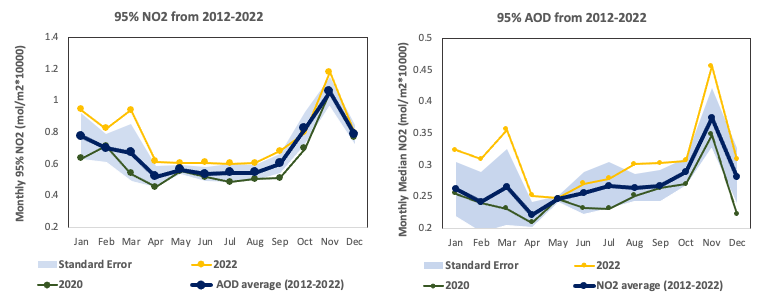 95% NO2 from 2012-2022
Monthly 95% NO2 (mol/m2*10000)
1.4
1.2
1
0.8
0.6
0.4
0.2
Jan Feb Mar Apr May Jun Jul Aug Sep Oct Nov Dec
Standard Error
2022
2020
AOD average (2012-2022)
95% AOD from 2012-2022
Monthly Median NO2 (mol/m2*10000)
0.5
0.45
0.4
0.35
0.3
0.25
0.2
Jan Feb Mar Apr May Jun Jul Aug Sep Oct Nov Dec
Standard Error
2022
2020
NO2 average (2012-2022)